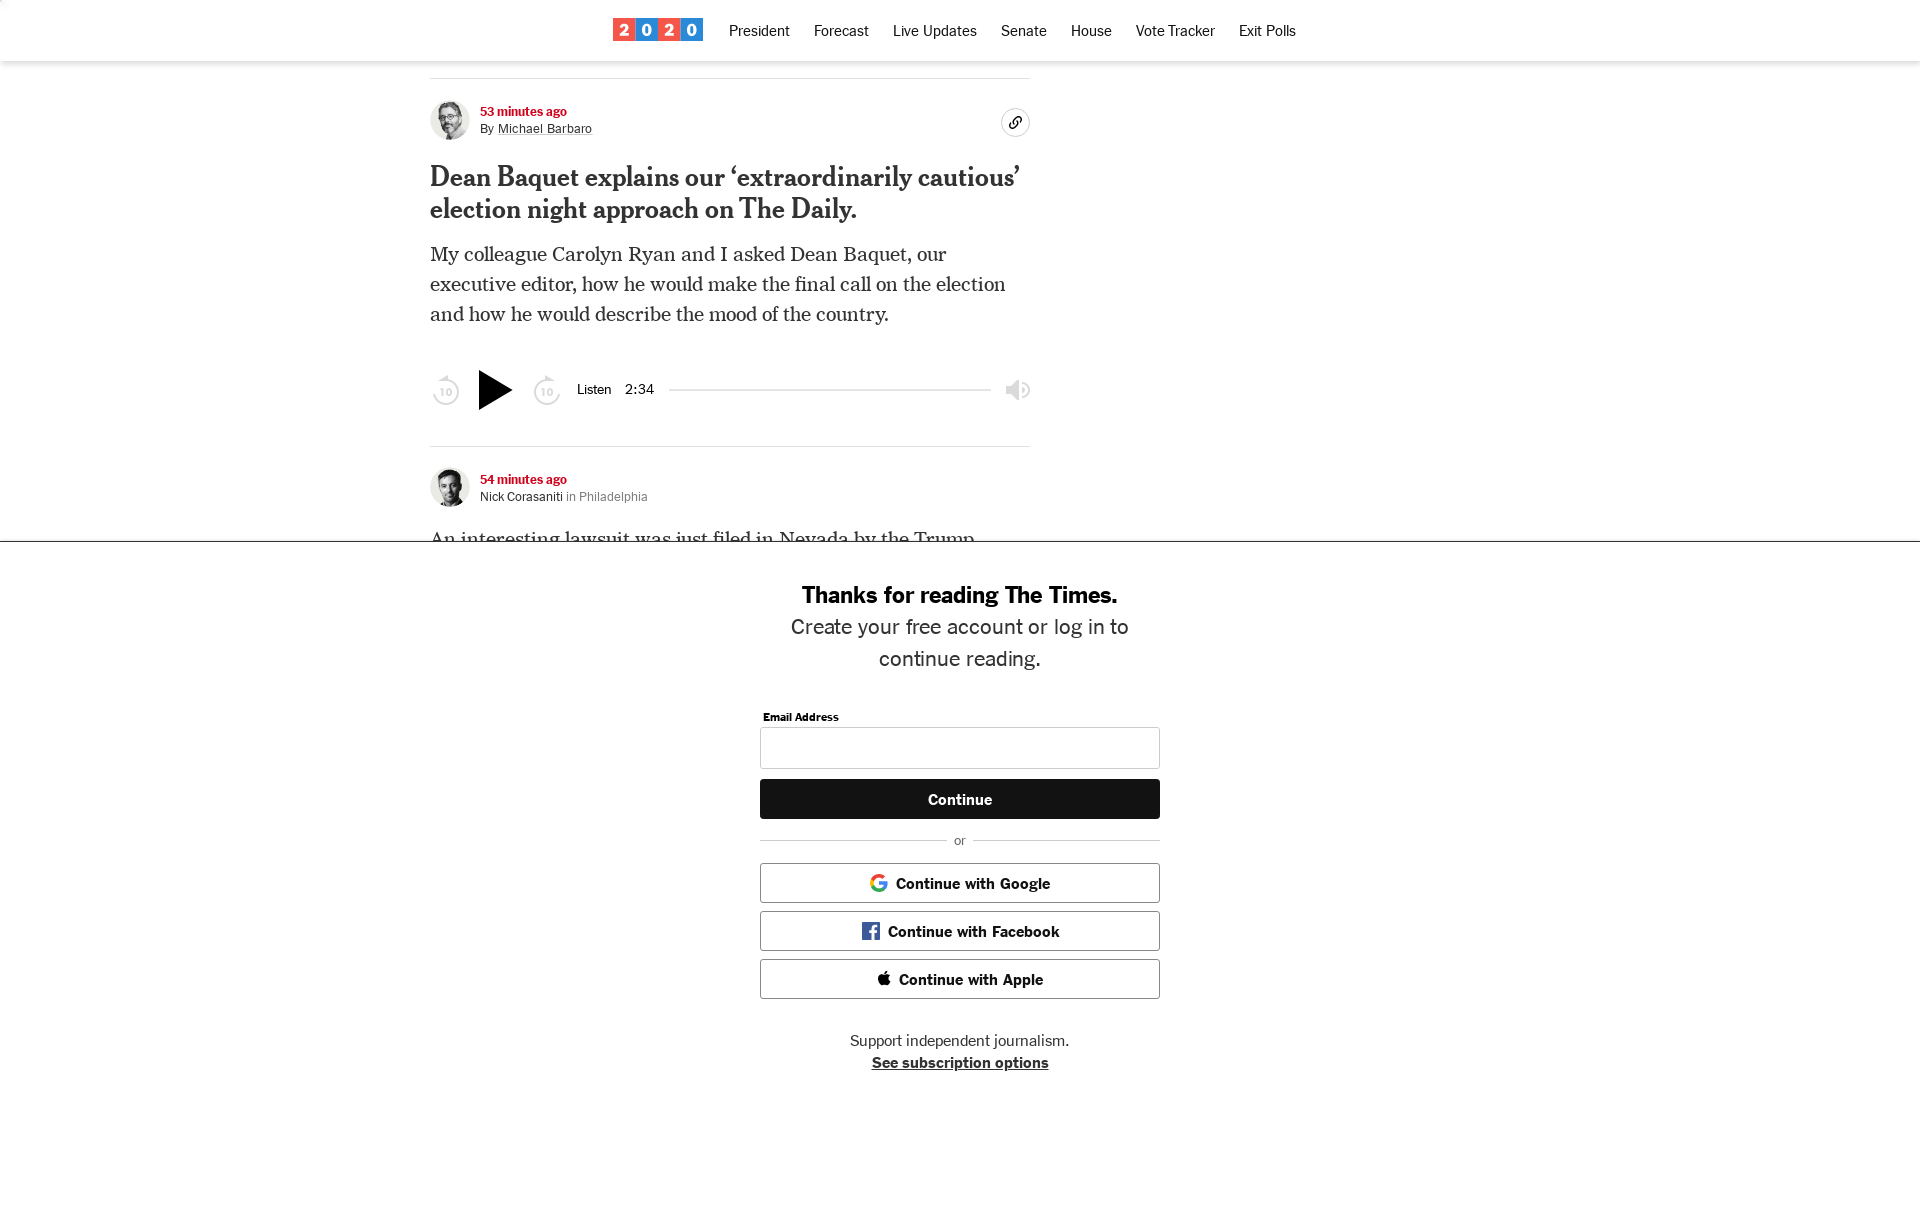 2020 President Forecast Live Updates Senate House Vote Tracker Exit Polls
53 minutes ago
By Michael Barbaro
Dean Baquet explains our ‘extraordinarily cautious’
election night approach on The Daily.
My colleague Carolyn Ryan and I asked Dean Baquet, our
executive editor, how he would make the final call on the election
and how he would describe the mood of the country.
10 10 Listen 2:34
54 minutes ago
Nick Corasaniti in Philadelphia
An interesting lawsuit was just filed in Nevada by the Trump
Thanks for reading The Times.
Create your free account or log in to
continue reading.
Email Address
Continue
or
Continue with Google
Continue with Facebook
Continue with Apple
Support independent journalism.
See subscription options